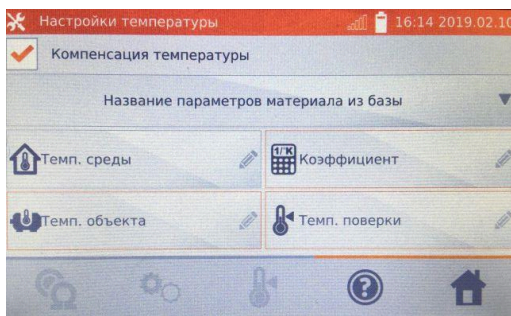 Настройки температуры 16:14 2019.02.10
Компенсация температуры
Название параметров материала из базы
Темп. среды
1/°K Коэффициент
Темп. объекта
Темп. поверки